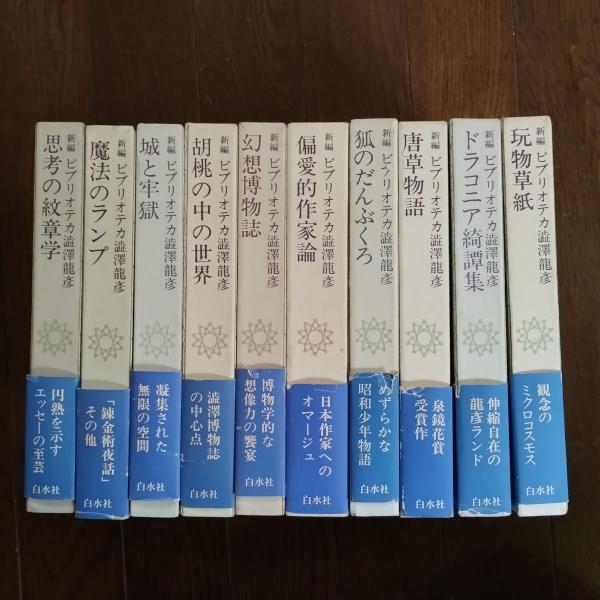 新編 ビブリオテカ澁澤龍彦
思考の紋章学
円熟を示す
エッセーの至芸
白水社
新編 ビブリオテカ澁澤龍彦
魔法のランプ
「錬金術夜話」
その他
白水社
新編 ビブリオテカ澁澤龍彦
城と牢獄
凝集された
無限の空間
白水社
新編 ビブリオテカ澁澤龍彦
胡桃の中の世界
澁澤博物誌
の中心点
白水社
新編 ビブリオテカ澁澤龍彦
幻想博物誌
博物学的な
想像力の饗宴
白水社
新編 ビブリオテカ澁澤龍彦
偏愛的作家論
日本作家への
オマージュ
白水社
新編 ビブリオテカ澁澤龍彦
狐のだんぶくろ
めずらかな
昭和少年物語
白水社
新編 ビブリオテカ澁澤龍彦
唐草物語
泉鏡花賞
受賞作
白水社
新編 ビブリオテカ澁澤龍彦
ドラコニア綺譚集
伸縮自在の
龍彦ランド
白水社
新編 ビブリオテカ澁澤龍彦
玩物草紙
観念の
ミクロコスモス
白水社